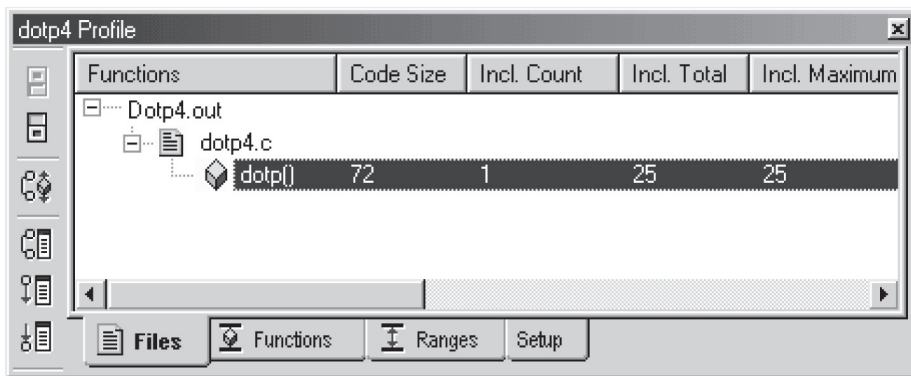 dotp4 Profile
Functions Code Size Incl. Count Incl. Total Incl. Maximum
Dotp4.out
dotp4.c
dotp() 72 1 25 25
Files Functions Ranges Setup